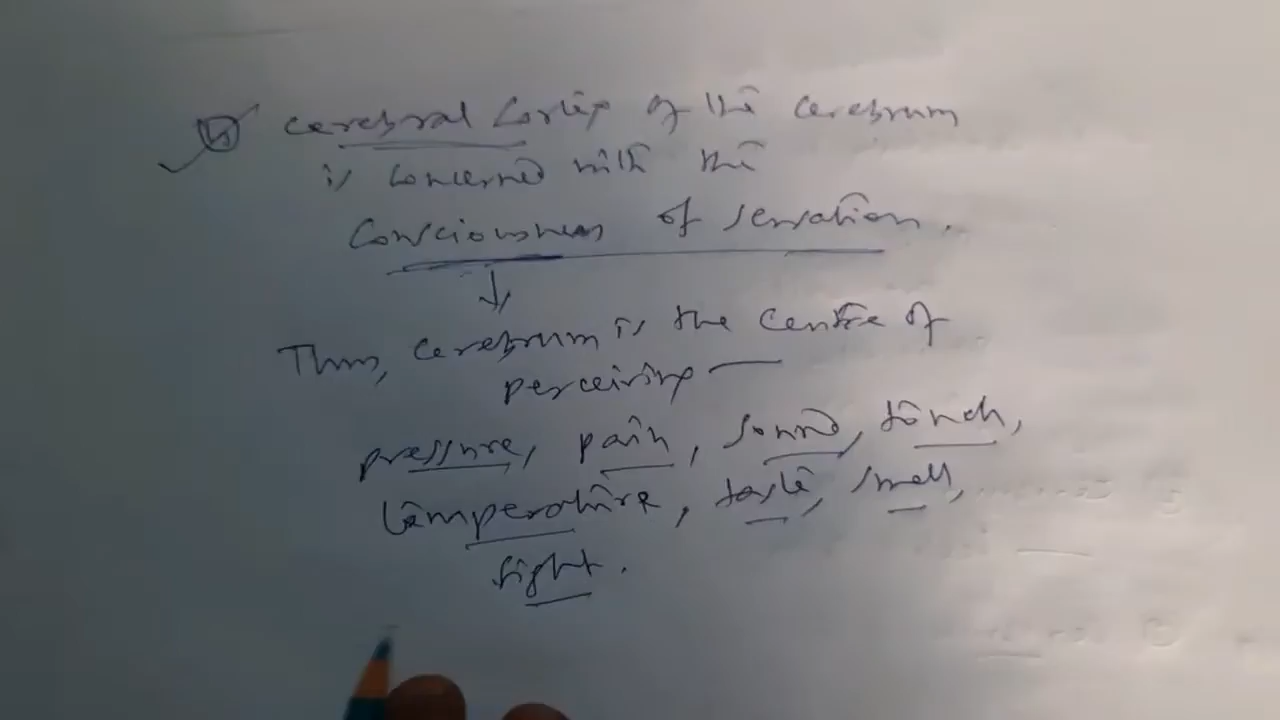 Cerebral Cortex of the cerebrum
is concerned with the
Consciousness of sensation.
Thus, cerebrum is the centre of
perceiving —
pressure, pain, sound, touch,
temperature, taste, smell,
sight.